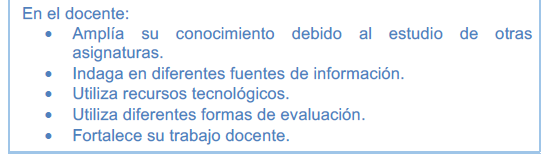 En el docente:
• Amplía su conocimiento debido al estudio de otras
asignaturas.
• Indaga en diferentes fuentes de información.
• Utiliza recursos tecnológicos.
• Utiliza diferentes formas de evaluación.
• Fortalece su trabajo docente.